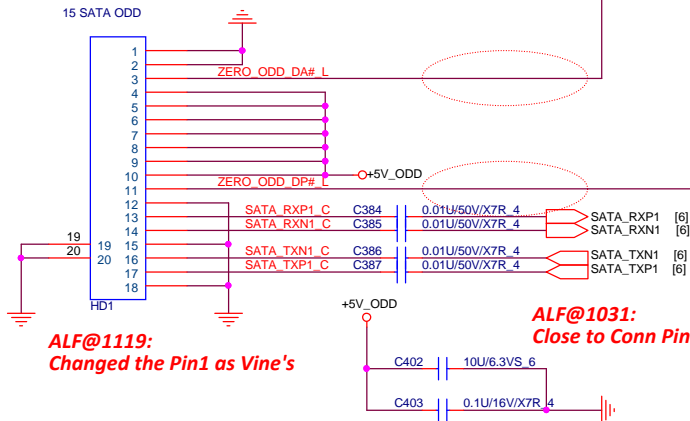 15 SATA ODD
1
2
3 ZERO_ODD_DA#_L
4
5
6
7
8
9
10 +5V_ODD
11 ZERO_ODD_DP#_L
12
13 SATA_RXP1_C C384 0.01U/50V/X7R_4 SATA_RXP1 [6]
14 SATA_RXN1_C C385 0.01U/50V/X7R_4 SATA_RXN1 [6]
19 19 15
20 20 16 SATA_TXN1_C C386 0.01U/50V/X7R_4 SATA_TXN1 [6]
17 SATA_TXP1_C C387 0.01U/50V/X7R_4 SATA_TXP1 [6]
18
HD1
+5V_ODD
ALF@1119:
Changed the Pin1 as Vine's
ALF@1031:
Close to Conn Pin
C402 10U/6.3VS_6
C403 0.1U/16V/X7R_4